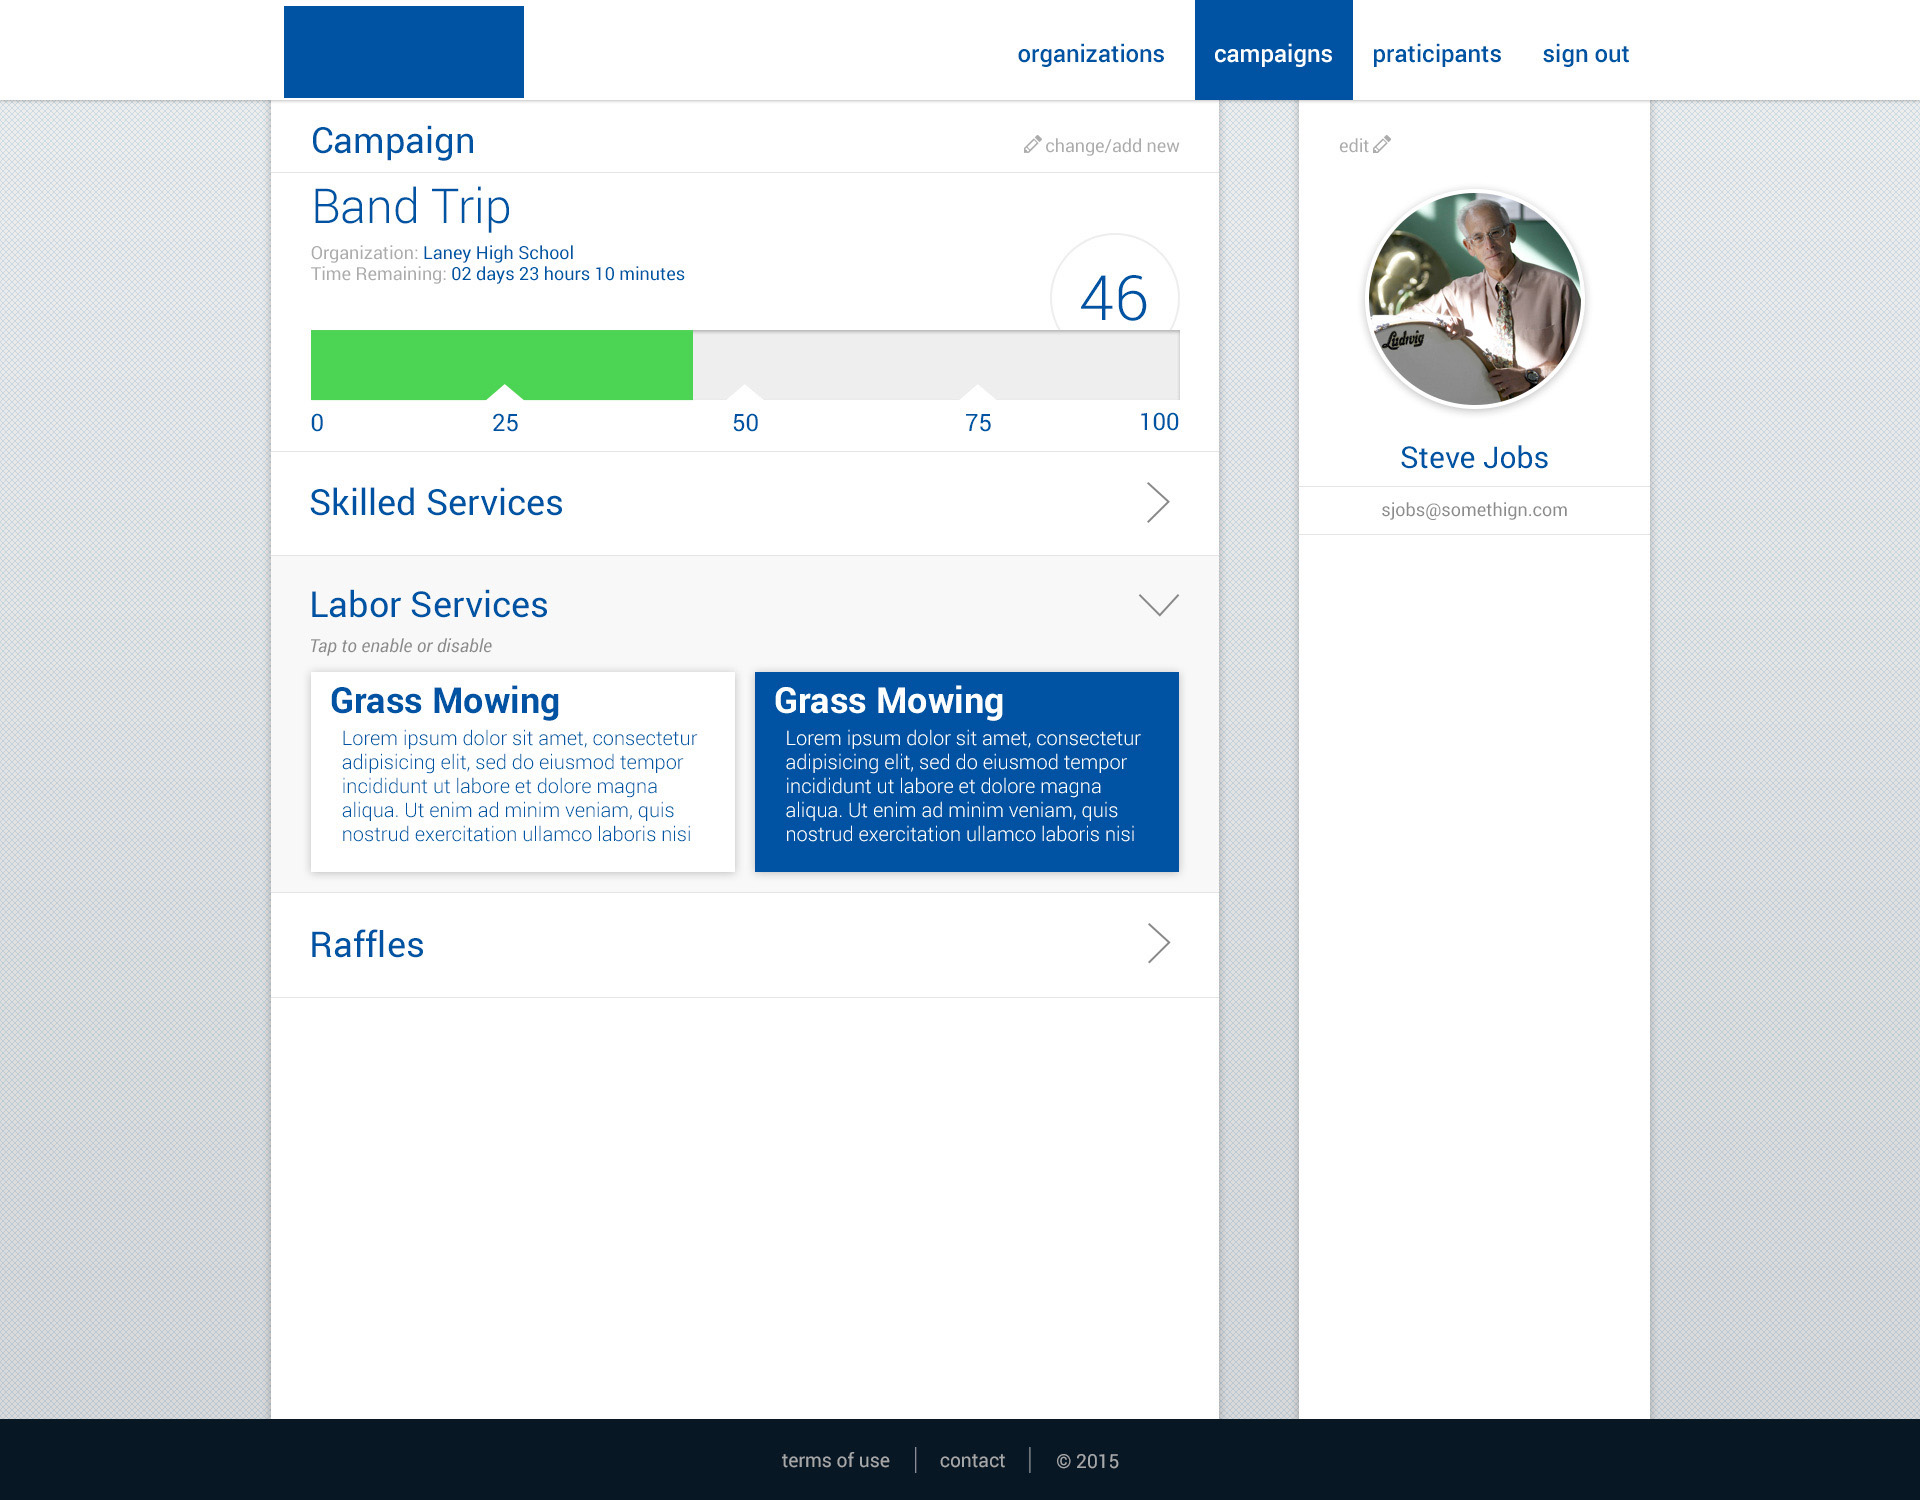 organizations
campaigns
praticipants
sign out
Campaign
change/add new
Band Trip
Organization: Laney High School
Time Remaining: 02 days 23 hours 10 minutes
46
0
25
50
75
100
Skilled Services
Labor Services
Tap to enable or disable
Grass Mowing
Lorem ipsum dolor sit amet, consectetur
adipisicing elit, sed do eiusmod tempor
incididunt ut labore et dolore magna
aliqua. Ut enim ad minim veniam, quis
nostrud exercitation ullamco laboris nisi
Grass Mowing
Lorem ipsum dolor sit amet, consectetur
adipisicing elit, sed do eiusmod tempor
incididunt ut labore et dolore magna
aliqua. Ut enim ad minim veniam, quis
nostrud exercitation ullamco laboris nisi
Raffles
edit
Ludwig
Steve Jobs
sjobs@somethign.com
terms of use
contact
© 2015